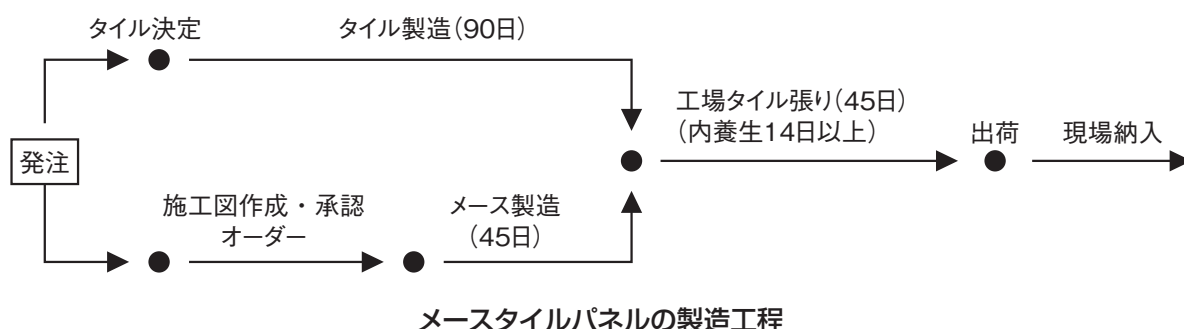 タイル決定
タイル製造(90日)
工場タイル張り(45日)
(内養生14日以上)
出荷
現場納入
発注
施工図作成・承認
オーダー
メース製造
(45日)
メースタイルパネルの製造工程